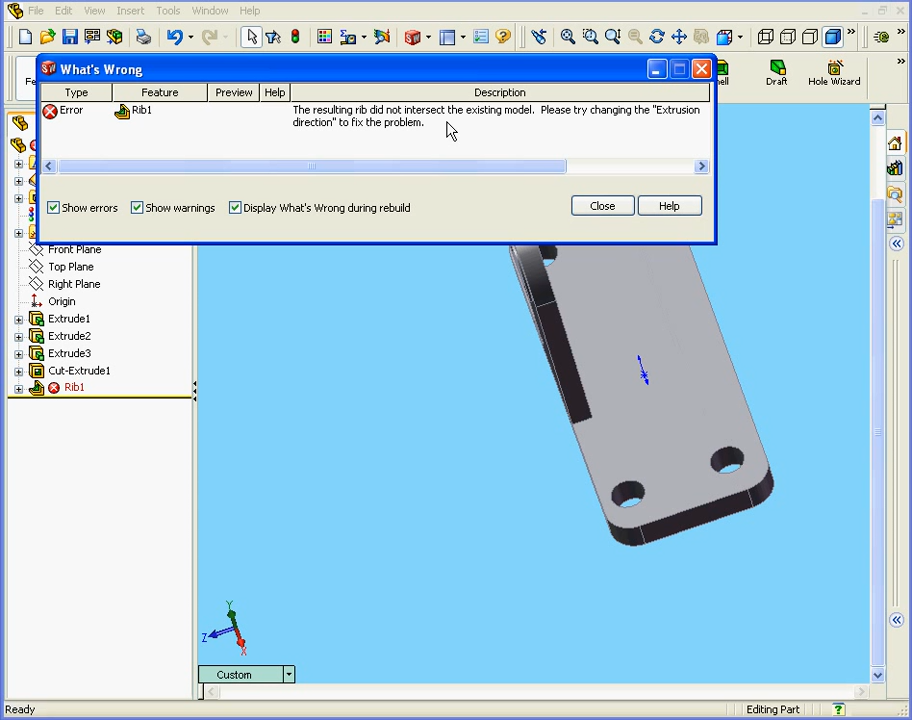 File Edit View Insert Tools Window Help
What's Wrong
Draft
Hole Wizard
Type Feature Preview Help Description
Error Rib1 The resulting rib did not intersect the existing model. Please try changing the "Extrusion
direction" to fix the problem.
Show errors Show warnings Display What's Wrong during rebuild
Close Help
Front Plane
Top Plane
Right Plane
Origin
Extrude1
Extrude2
Extrude3
Cut-Extrude1
Rib1
Y
Z
X
Custom
Ready Editing Part